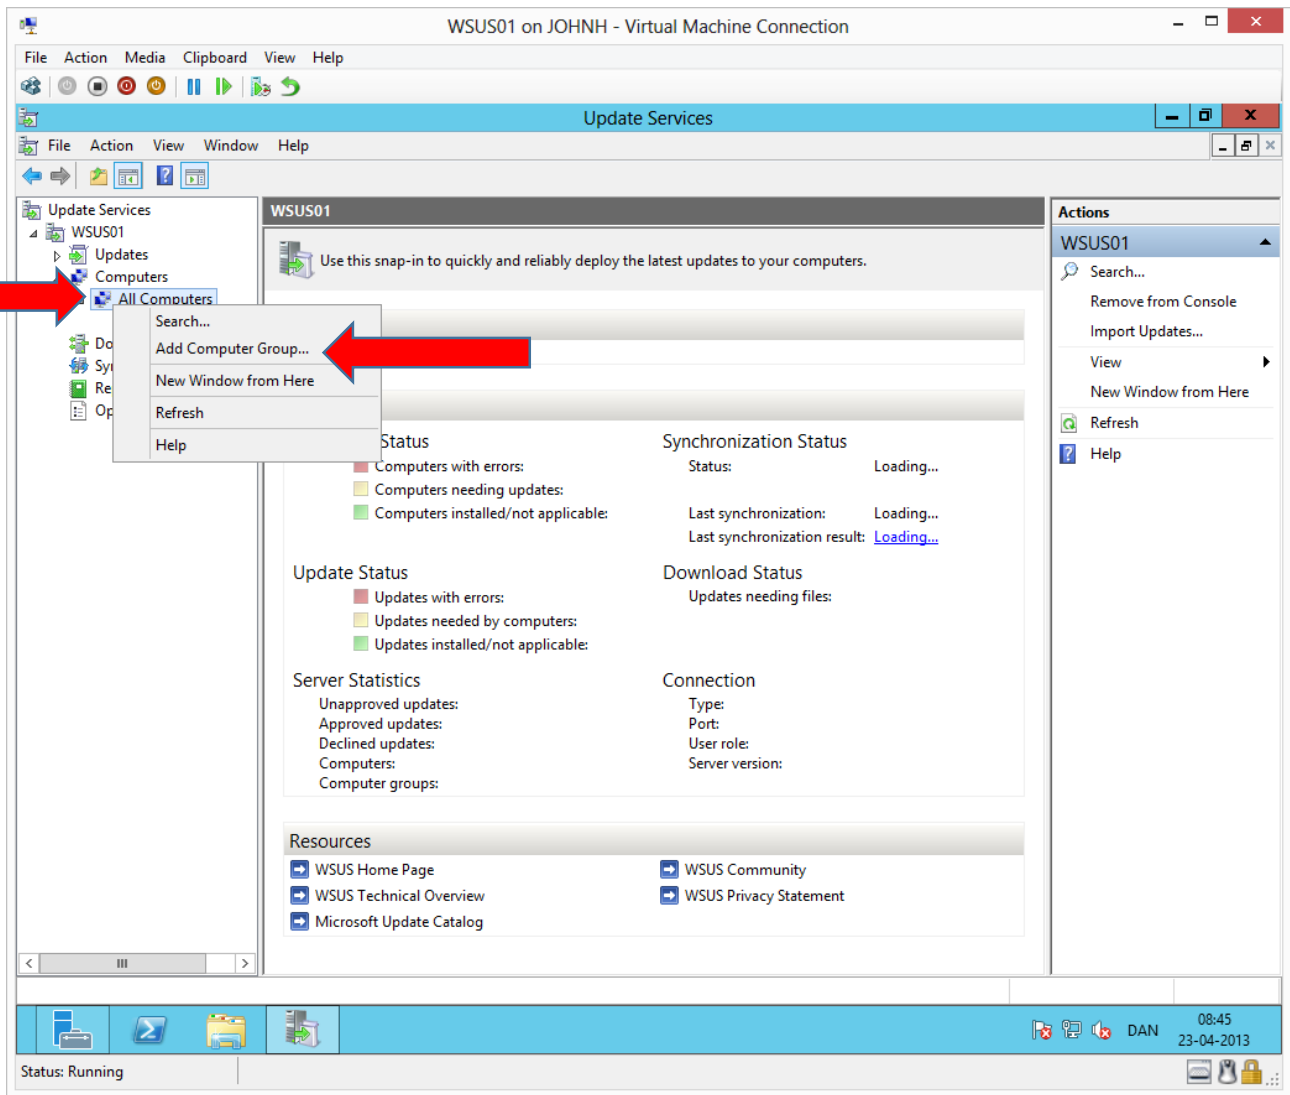 WSUS01 on JOHNH - Virtual Machine Connection
File Action Media Clipboard View Help
Update Services
File Action View Window Help
Update Services
WSUS01
Updates
Computers
All Computers
Do
Syn
Re
Op
Search...
Add Computer Group...
New Window from Here
Refresh
Help
WSUS01
Use this snap-in to quickly and reliably deploy the latest updates to your computers.
Status
Computers with errors:
Computers needing updates:
Computers installed/not applicable:
Synchronization Status
Status: Loading...
Last synchronization: Loading...
Last synchronization result: Loading...
Update Status
Updates with errors:
Updates needed by computers:
Updates installed/not applicable:
Download Status
Updates needing files:
Server Statistics
Unapproved updates:
Approved updates:
Declined updates:
Computers:
Computer groups:
Connection
Type:
Port:
User role:
Server version:
Resources
WSUS Home Page
WSUS Technical Overview
Microsoft Update Catalog
WSUS Community
WSUS Privacy Statement
Actions
WSUS01
Search...
Remove from Console
Import Updates...
View
New Window from Here
Refresh
Help
DAN
08:45
23-04-2013
Status: Running